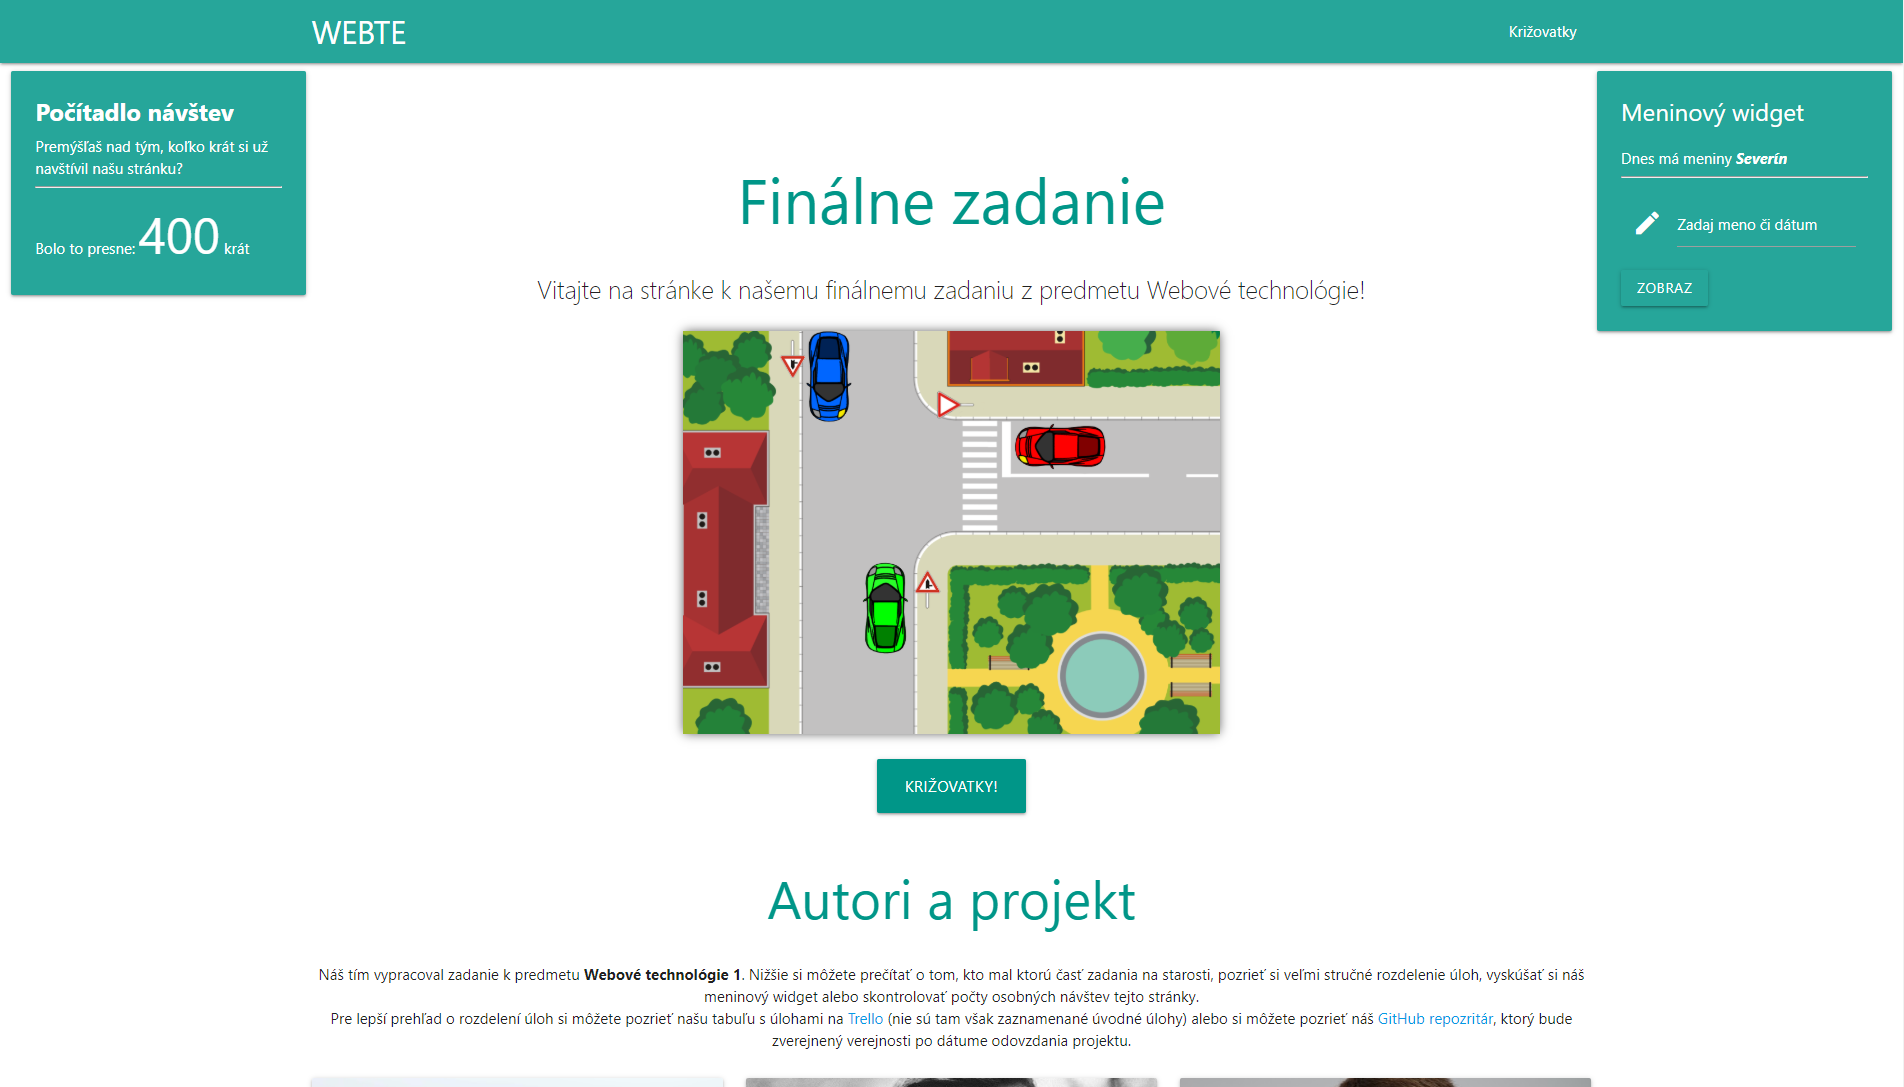 WEBTE
Križovatky
Počítadlo návštev
Premýšľaš nad tým, koľko krát si už
navštívil našu stránku?
Bolo to presne: 400 krát
Meninový widget
Dnes má meniny Severín
Zadaj meno či dátum
ZOBRAZ
Finálne zadanie
Vitajte na stránke k našemu finálnemu zadaniu z predmetu Webové technológie!
KRIŽOVATKY!
Autori a projekt
Náš tím vypracoval zadanie k predmetu Webové technológie 1. Nižšie si môžete prečítať o tom, kto mal ktorú časť zadania na starosti, pozrieť si veľmi stručné rozdelenie úloh, vyskúšať si náš
meninový widget alebo skontrolovať počty osobných návštev tejto stránky.
Pre lepší prehľad o rozdelení úloh si môžete pozrieť našu tabuľu s úlohami na Trello (nie sú tam však zaznamenané úvodné úlohy) alebo si môžete pozrieť náš GitHub repozritár, ktorý bude
zverejnený verejnosti po dátume odovzdania projektu.